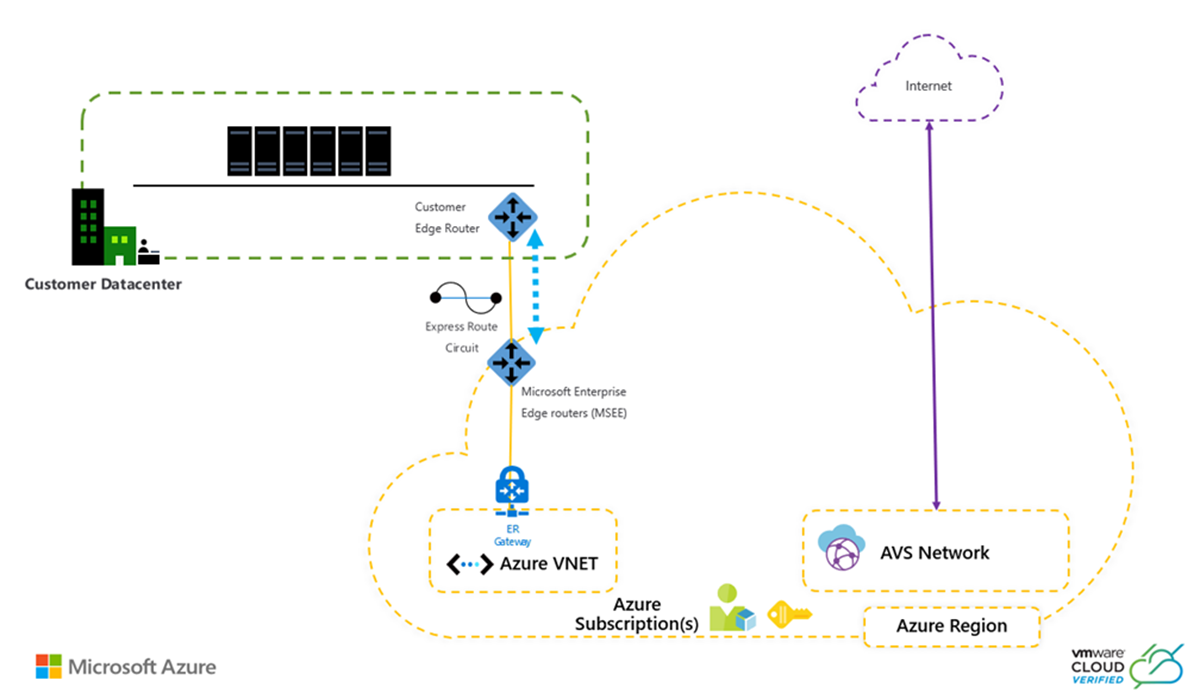 Internet
Customer
Edge Router
Customer Datacenter
Express Route
Circuit
Microsoft Enterprise
Edge routers (MSEE)
ER
Gateway
Azure VNET
AVS Network
Azure
Subscription(s)
Azure Region
Microsoft Azure
vmware
CLOUD
VERIFIED